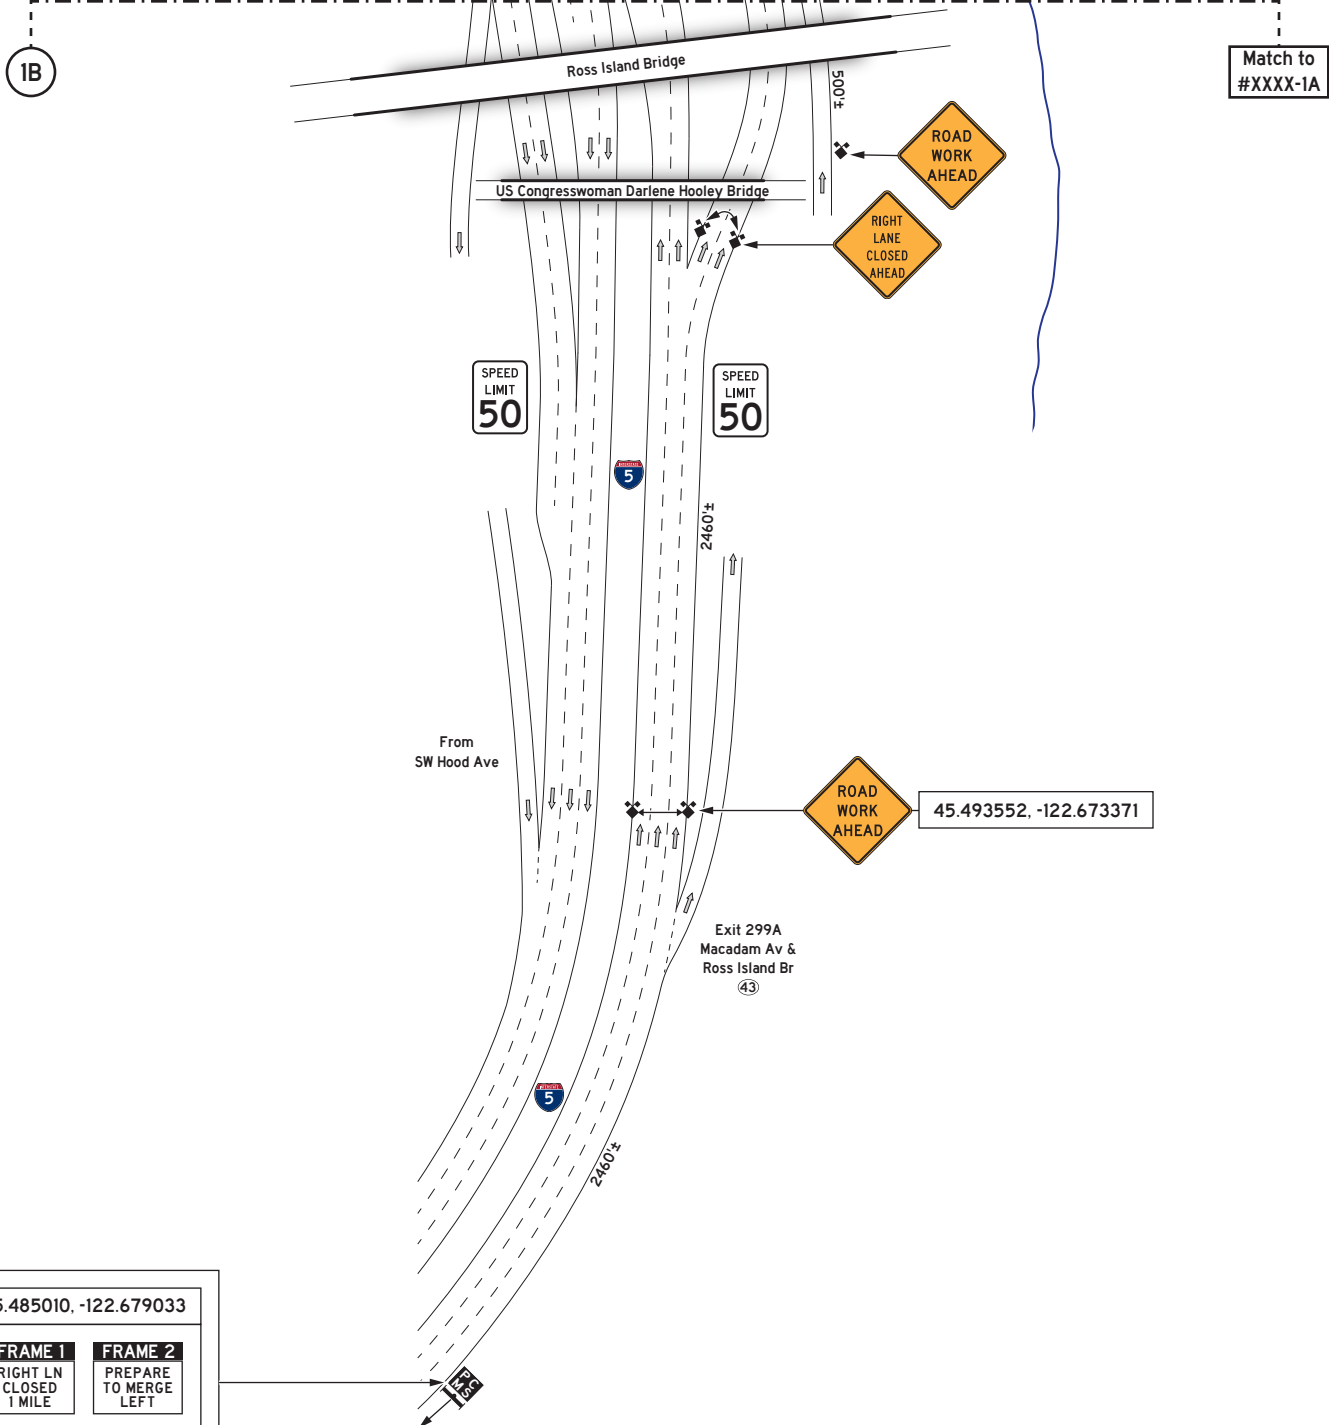 1B
Match to
#XXXX-1A
Ross Island Bridge
500'±
ROAD
WORK
AHEAD
US Congresswoman Darlene Hooley Bridge
RIGHT
LANE
CLOSED
AHEAD
SPEED
LIMIT
50
SPEED
LIMIT
50
5
2460'±
From
SW Hood Ave
ROAD
WORK
AHEAD
45.493552, -122.673371
Exit 299A
Macadam Av &
Ross Island Br
43
5
2460'±
5.485010, -122.679033
FRAME 1
RIGHT LN
CLOSED
1 MILE
FRAME 2
PREPARE
TO MERGE
LEFT
PC
MS